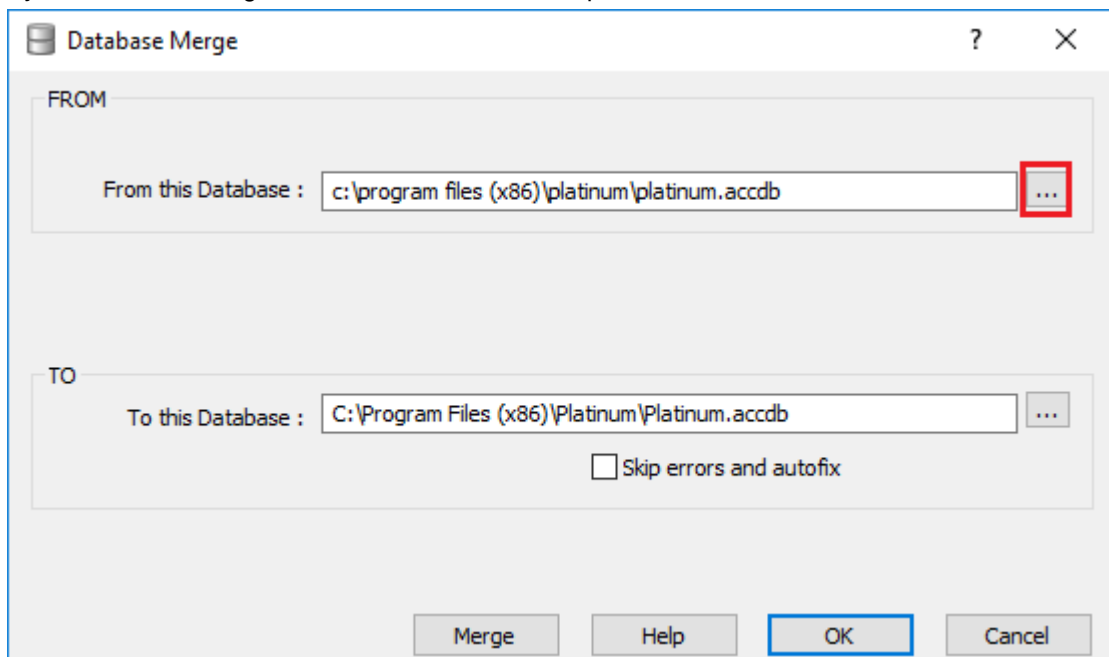 Database Merge ?
FROM
From this Database : c:\program files (x86)\platinum\platinum.accdb ...
TO
To this Database : C:\Program Files (x86)\Platinum\Platinum.accdb ...
Skip errors and autofix
Merge Help OK Cancel